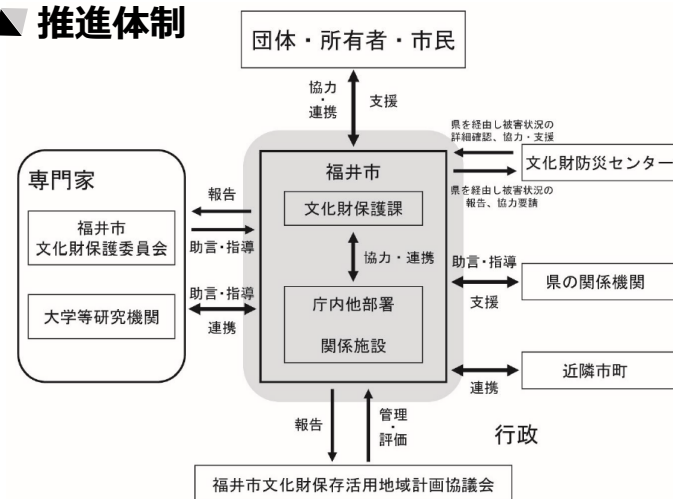 推進体制
団体・所有者・市民
協力・連携
支援
県を経由し被害状況の
詳細確認、協力・支援
文化財防災センター
県を経由し被害状況の
報告、協力要請
専門家
福井市
文化財保護委員会
大学等研究機関
報告
助言・指導
助言・指導
連携
福井市
文化財保護課
協力・連携
庁内他部署
関係施設
助言・指導
支援
県の関係機関
連携
近隣市町
報告
管理・評価
行政
福井市文化財保存活用地域計画協議会